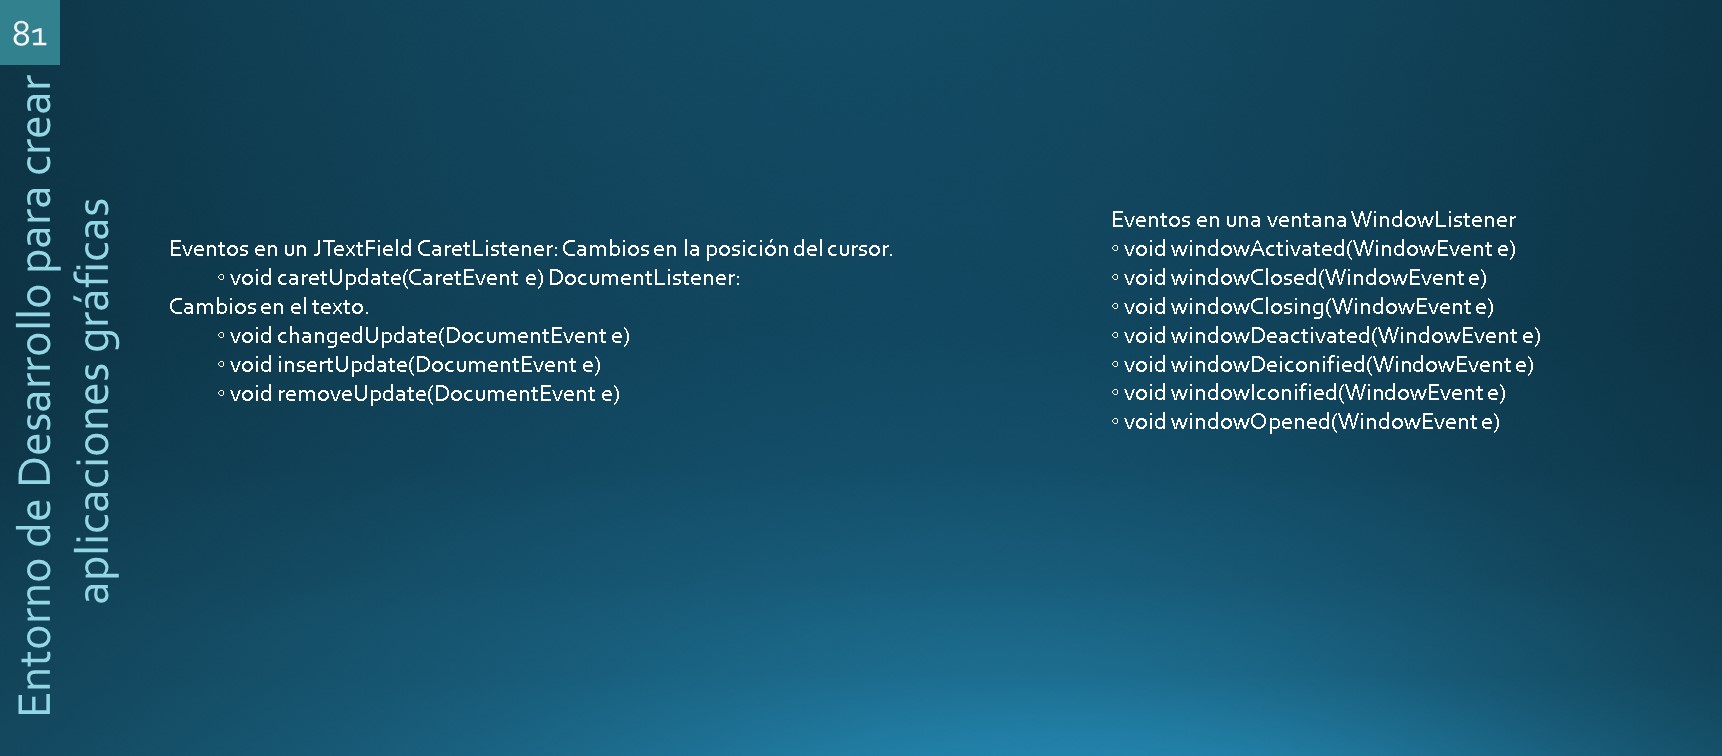 81
Entorno de Desarrollo para crear
aplicaciones gráficas
Eventos en un JTextField CaretListener: Cambios en la posición del cursor.
◦ void caretUpdate(CaretEvent e) DocumentListener:
Cambios en el texto.
◦ void changedUpdate(DocumentEvent e)
◦ void insertUpdate(DocumentEvent e)
◦ void removeUpdate(DocumentEvent e)
Eventos en una ventana WindowListener
◦ void windowActivated(WindowEvent e)
◦ void windowClosed(WindowEvent e)
◦ void windowClosing(WindowEvent e)
◦ void windowDeactivated(WindowEvent e)
◦ void windowDeiconified(WindowEvent e)
◦ void windowIconified(WindowEvent e)
◦ void windowOpened(WindowEvent e)